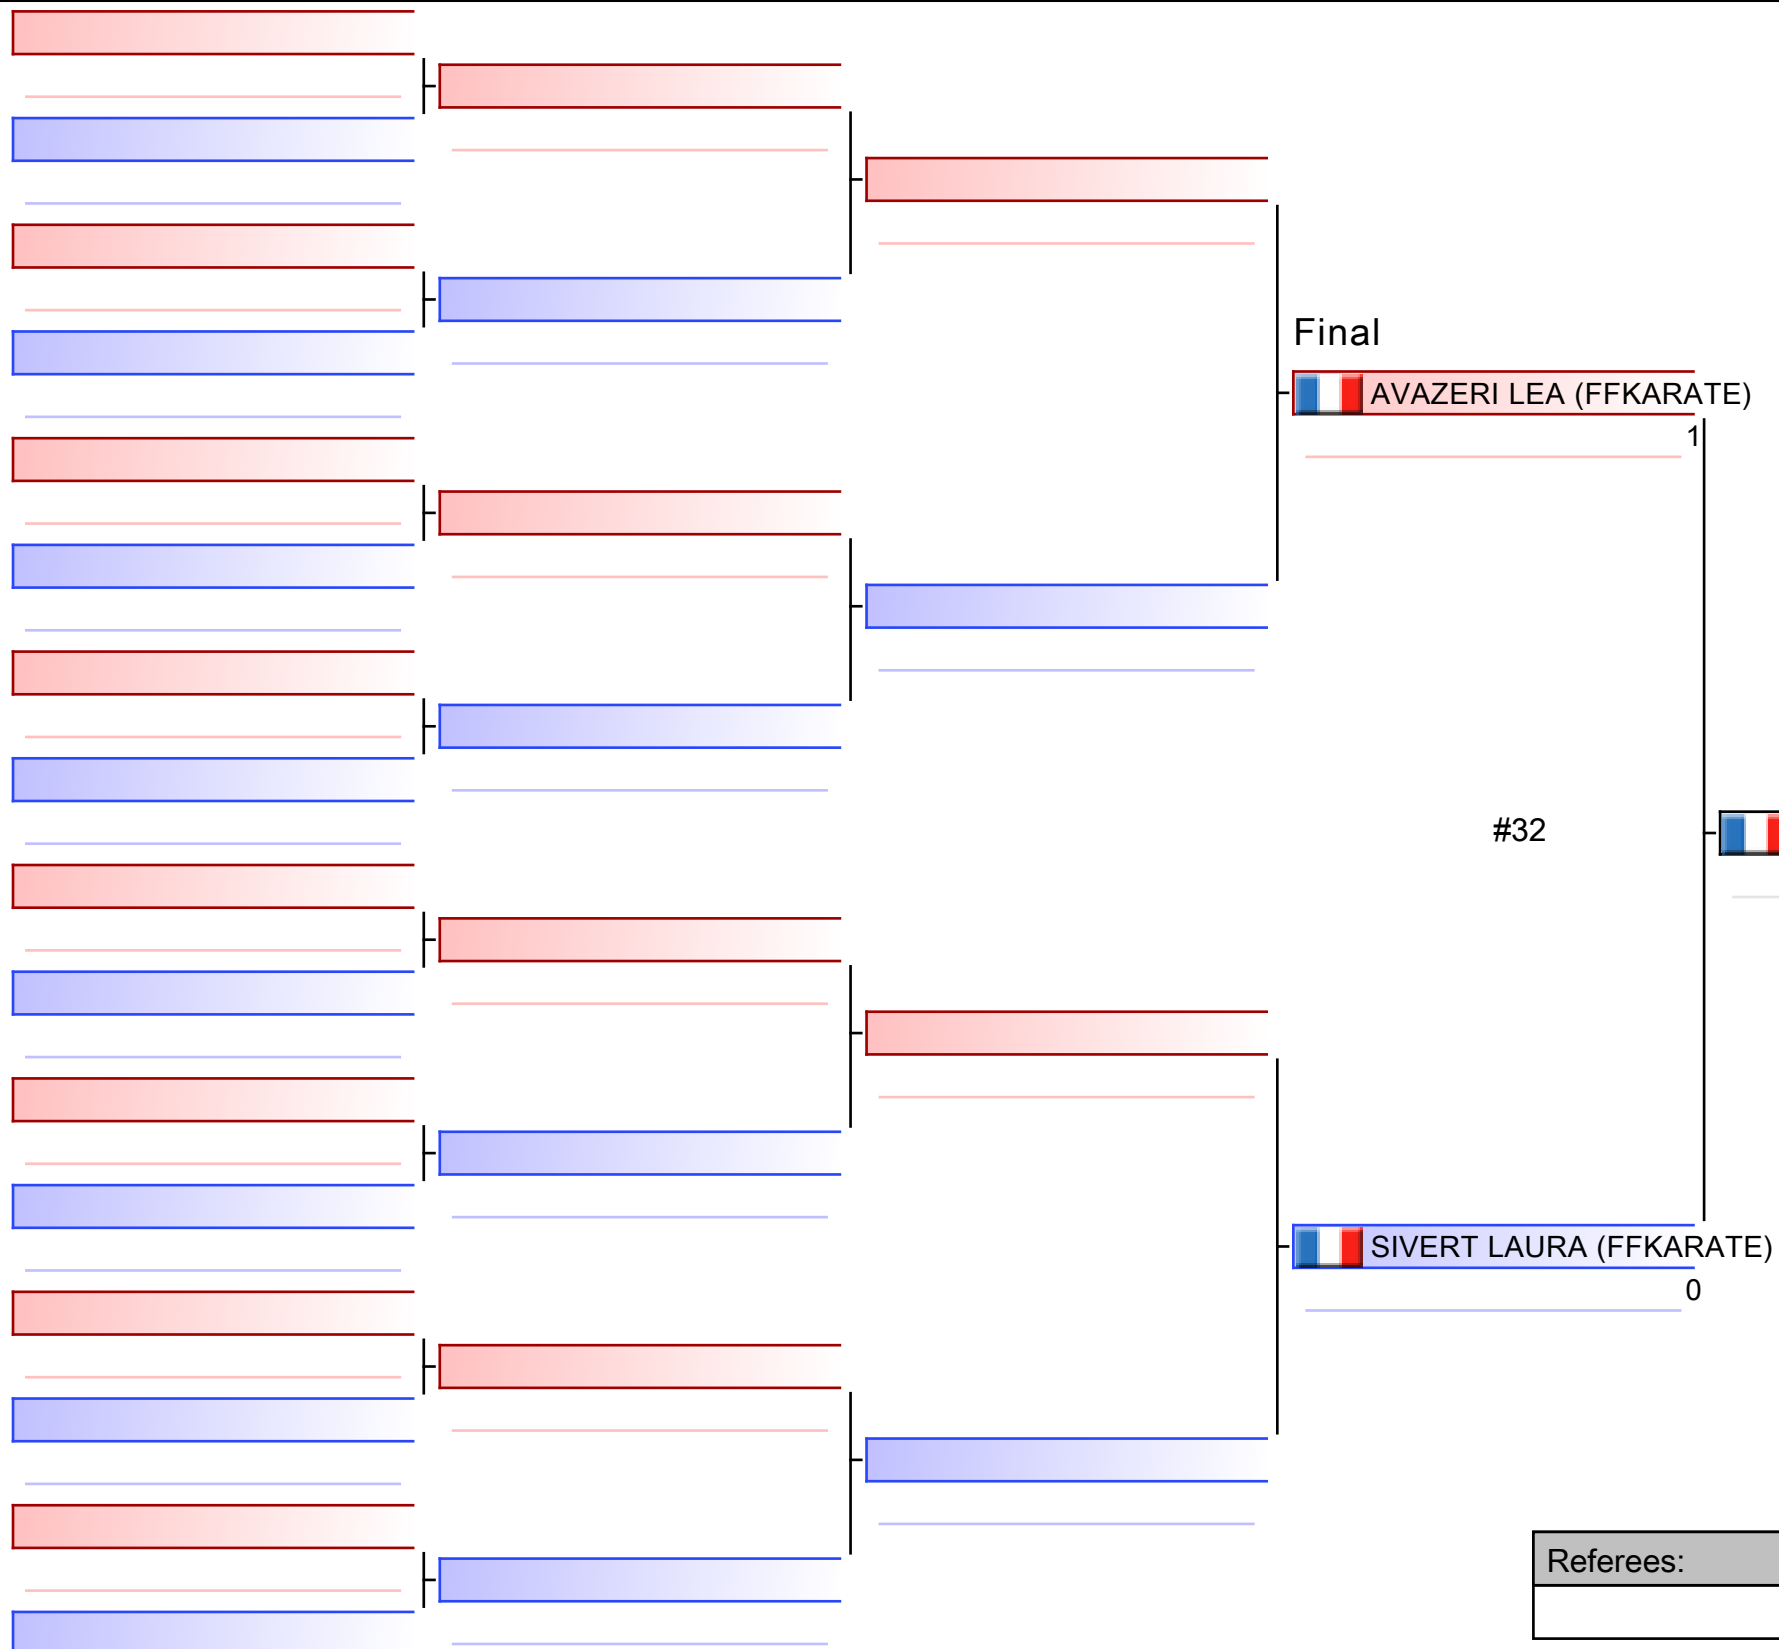 Final
AVAZERI LEA (FFKARATE)
1
#32
SIVERT LAURA (FFKARATE)
0
Referees: